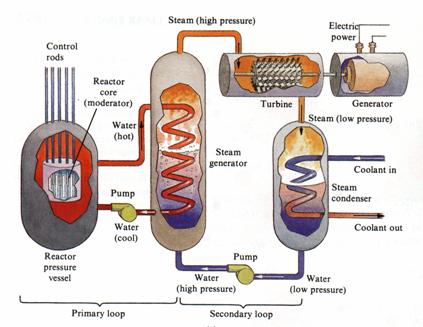 Steam (high pressure)
Electric
power
Control
rods
Reactor
core
(moderator)
Turbine
Generator
Water
(hot)
Steam (low pressure)
Steam
generator
Coolant in
Pump
Steam
condenser
Water
(cool)
Coolant out
Pump
Reactor
pressure
vessel
Water
(high pressure)
Water
(low pressure)
Primary loop
Secondary loop